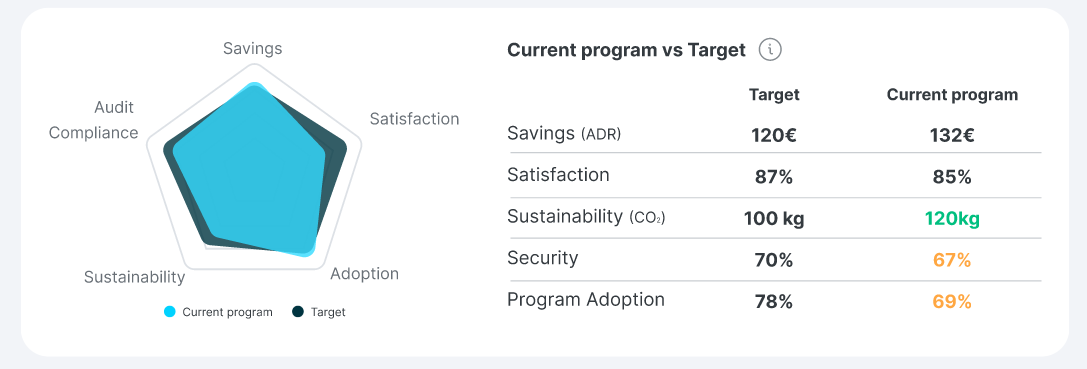 Savings
Audit
Compliance
Satisfaction
Sustainability
Adoption
Current program
Target
Current program vs Target
Target Current program
Savings (ADR) 120€ 132€
Satisfaction 87% 85%
Sustainability (CO₂) 100 kg 120kg
Security 70% 67%
Program Adoption 78% 69%